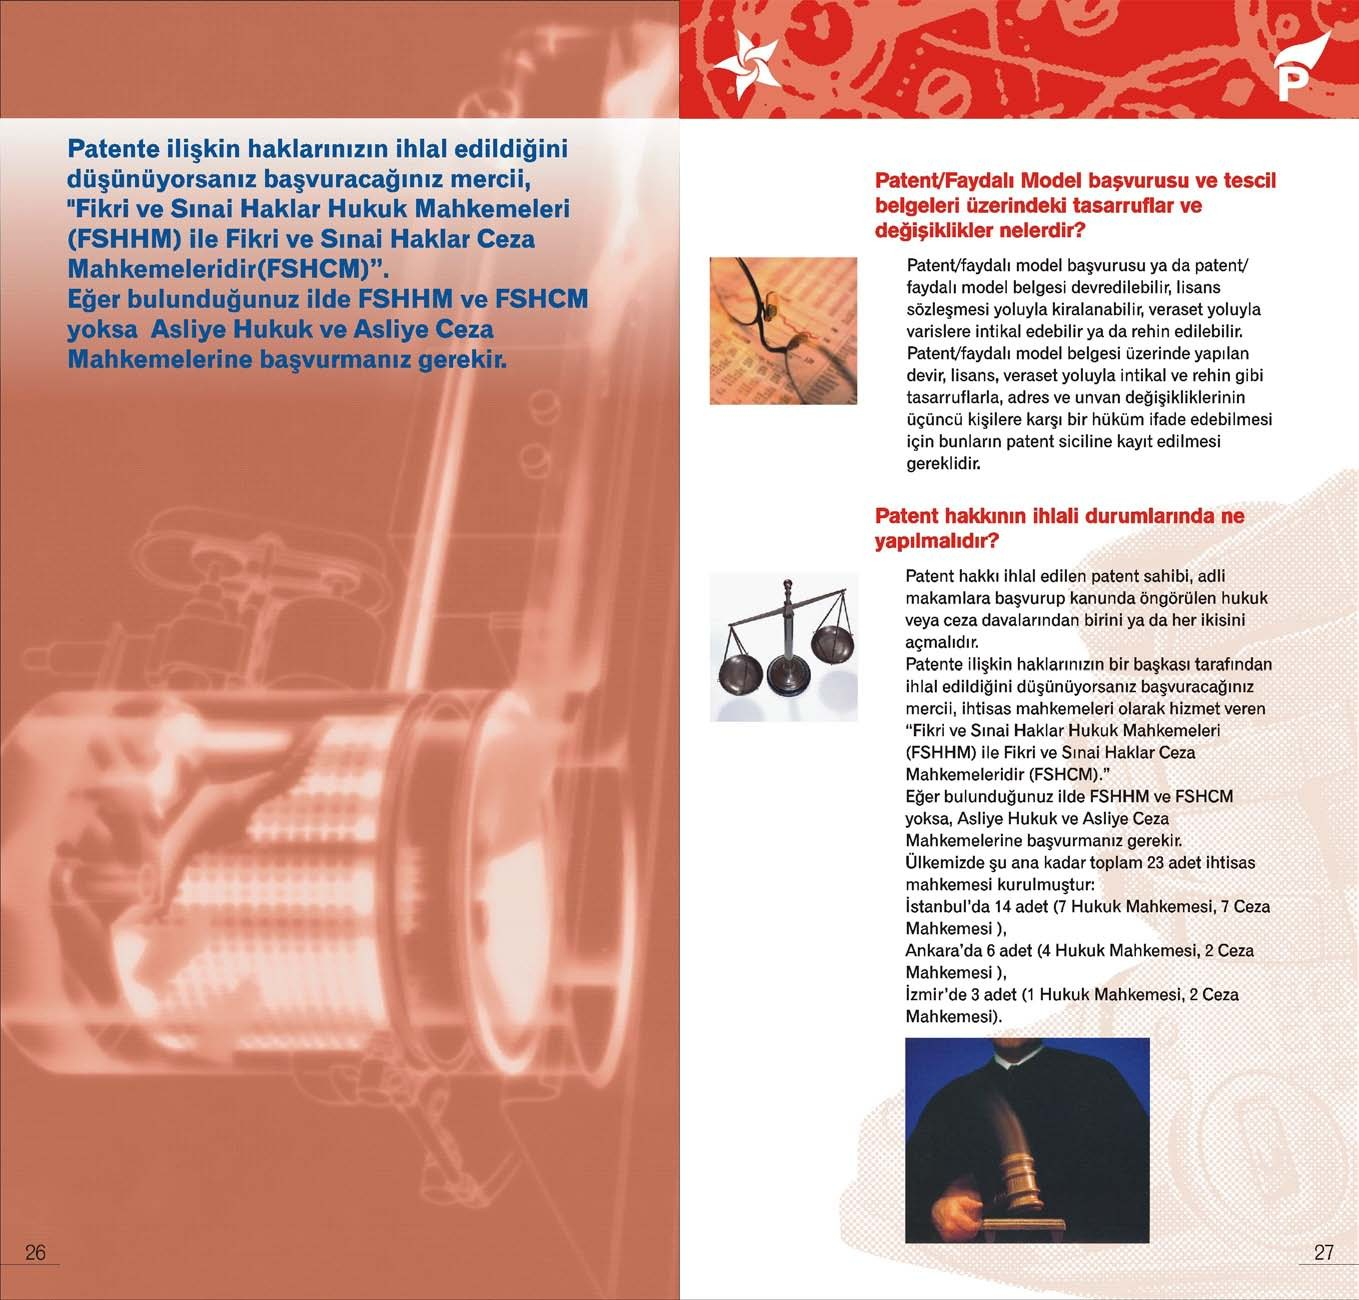 Patente ilişkin haklarınızın ihlal edildiğini
düşünüyorsanız başvuracağınız mercii,
"Fikri ve Sınai Haklar Hukuk Mahkemeleri
(FSHHM) ile Fikri ve Sınai Haklar Ceza
Mahkemeleridir(FSHCM)”.
Eğer bulunduğunuz ilde FSHHM ve FSHCM
yoksa  Asliye Hukuk ve Asliye Ceza
Mahkemelerine başvurmanız gerekir.
26
P
Patent/Faydalı Model başvurusu ve tescil
belgeleri üzerindeki tasarruflar ve
değişiklikler nelerdir?
Patent/faydalı model başvurusu ya da patent/
faydalı model belgesi devredilebilir, lisans
sözleşmesi yoluyla kiralanabilir, veraset yoluyla
varislere intikal edebilir ya da rehin edilebilir.
Patent/faydalı model belgesi üzerinde yapılan
devir, lisans, veraset yoluyla intikal ve rehin gibi
tasarruflarla, adres ve unvan değişikliklerinin
üçüncü kişilere karşı bir hüküm ifade edebilmesi
için bunların patent siciline kayıt edilmesi
gereklidir.
Patent hakkının ihlali durumlarında ne
yapılmalıdır?
Patent hakkı ihlal edilen patent sahibi, adli
makamlara başvurup kanunda öngörülen hukuk
veya ceza davalarından birini ya da her ikisini
açmalıdır.
Patente ilişkin haklarınızın bir başkası tarafından
ihlal edildiğini düşünüyorsanız başvuracağınız
mercii, ihtisas mahkemeleri olarak hizmet veren
“Fikri ve Sınai Haklar Hukuk Mahkemeleri
(FSHHM) ile Fikri ve Sınai Haklar Ceza
Mahkemeleridir (FSHCM).”
Eğer bulunduğunuz ilde FSHHM ve FSHCM
yoksa, Asliye Hukuk ve Asliye Ceza
Mahkemelerine başvurmanız gerekir.
Ülkemizde şu ana kadar toplam 23 adet ihtisas
mahkemesi kurulmuştur:
İstanbul’da 14 adet (7 Hukuk Mahkemesi, 7 Ceza
Mahkemesi ),
Ankara’da 6 adet (4 Hukuk Mahkemesi, 2 Ceza
Mahkemesi ),
İzmir’de 3 adet (1 Hukuk Mahkemesi, 2 Ceza
Mahkemesi).
27